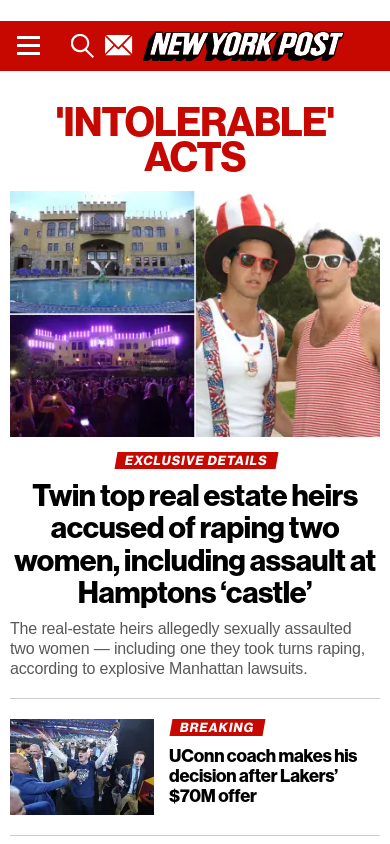 NEW YORK POST
'INTOLERABLE'
ACTS
EXCLUSIVE DETAILS
Twin top real estate heirs
accused of raping two
women, including assault at
Hamptons ‘castle’
The real-estate heirs allegedly sexually assaulted
two women — including one they took turns raping,
according to explosive Manhattan lawsuits.
BREAKING
UConn coach makes his
decision after Lakers’
$70M offer